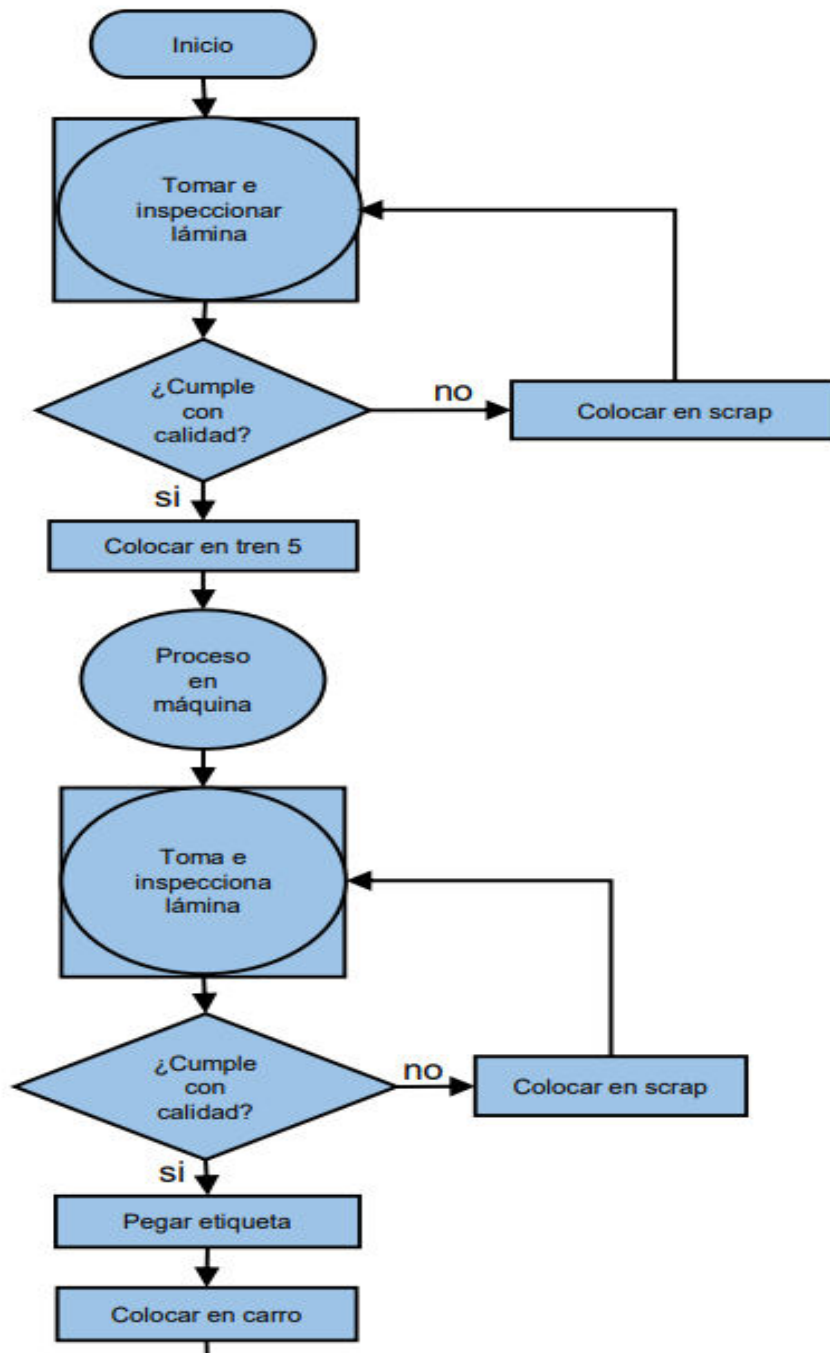 Inicio
Tomar e
inspeccionar
lámina
¿Cumple
con
calidad?
no
Colocar en scrap
si
Colocar en tren 5
Proceso
en
máquina
Toma e
inspecciona
lámina
¿Cumple
con
calidad?
no
Colocar en scrap
si
Pegar etiqueta
Colocar en carro